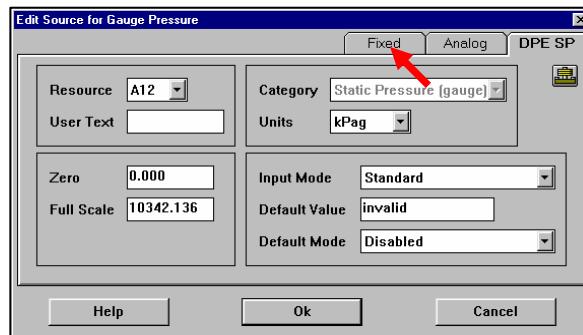 Edit Source for Gauge Pressure
Fixed Analog DPE SP
Resource A12 Category Static Pressure (gauge)
User Text Units kPag
Zero 0.000 Input Mode Standard
Full Scale 10342.136 Default Value invalid
Default Mode Disabled
Help Ok Cancel